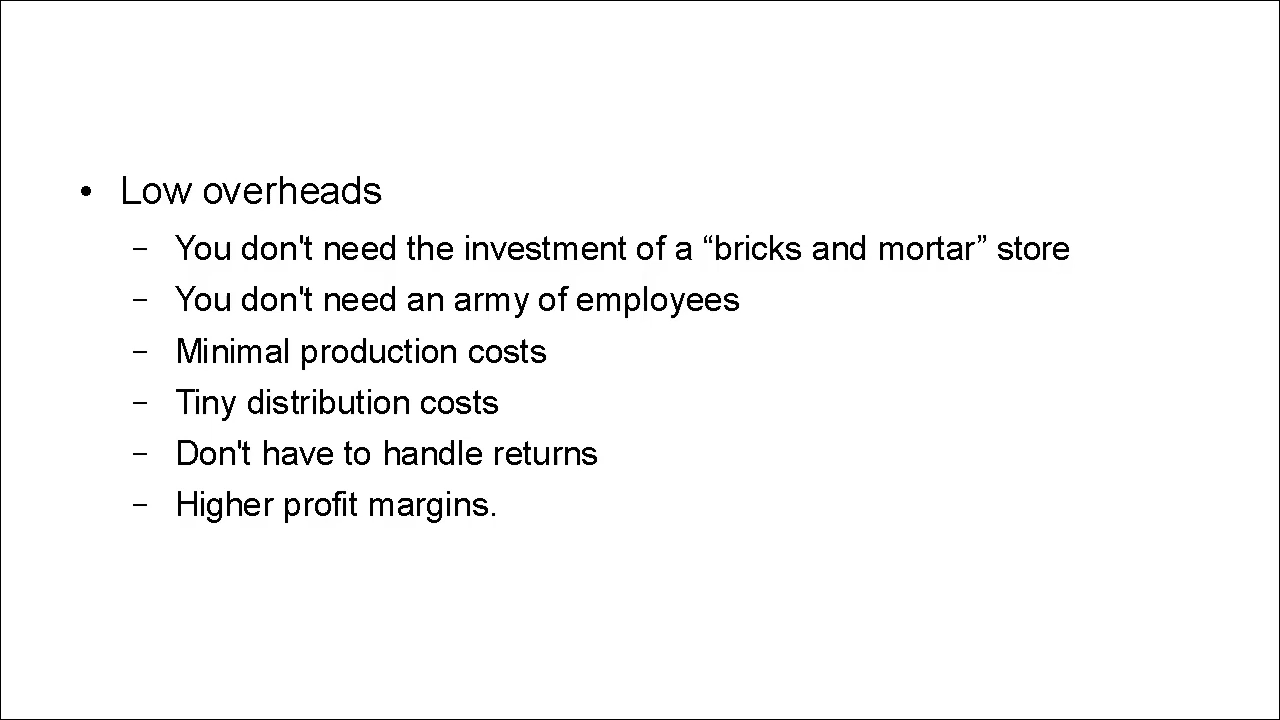 • Low overheads
– You don't need the investment of a “bricks and mortar” store
– You don't need an army of employees
– Minimal production costs
– Tiny distribution costs
– Don't have to handle returns
– Higher profit margins.